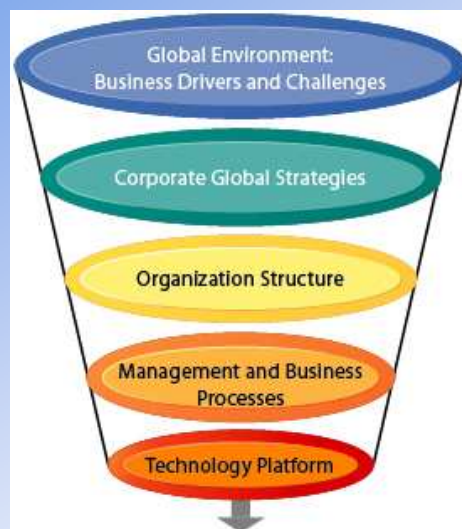 Global Environment:
Business Drivers and Challenges
Corporate Global Strategies
Organization Structure
Management and Business
Processes
Technology Platform